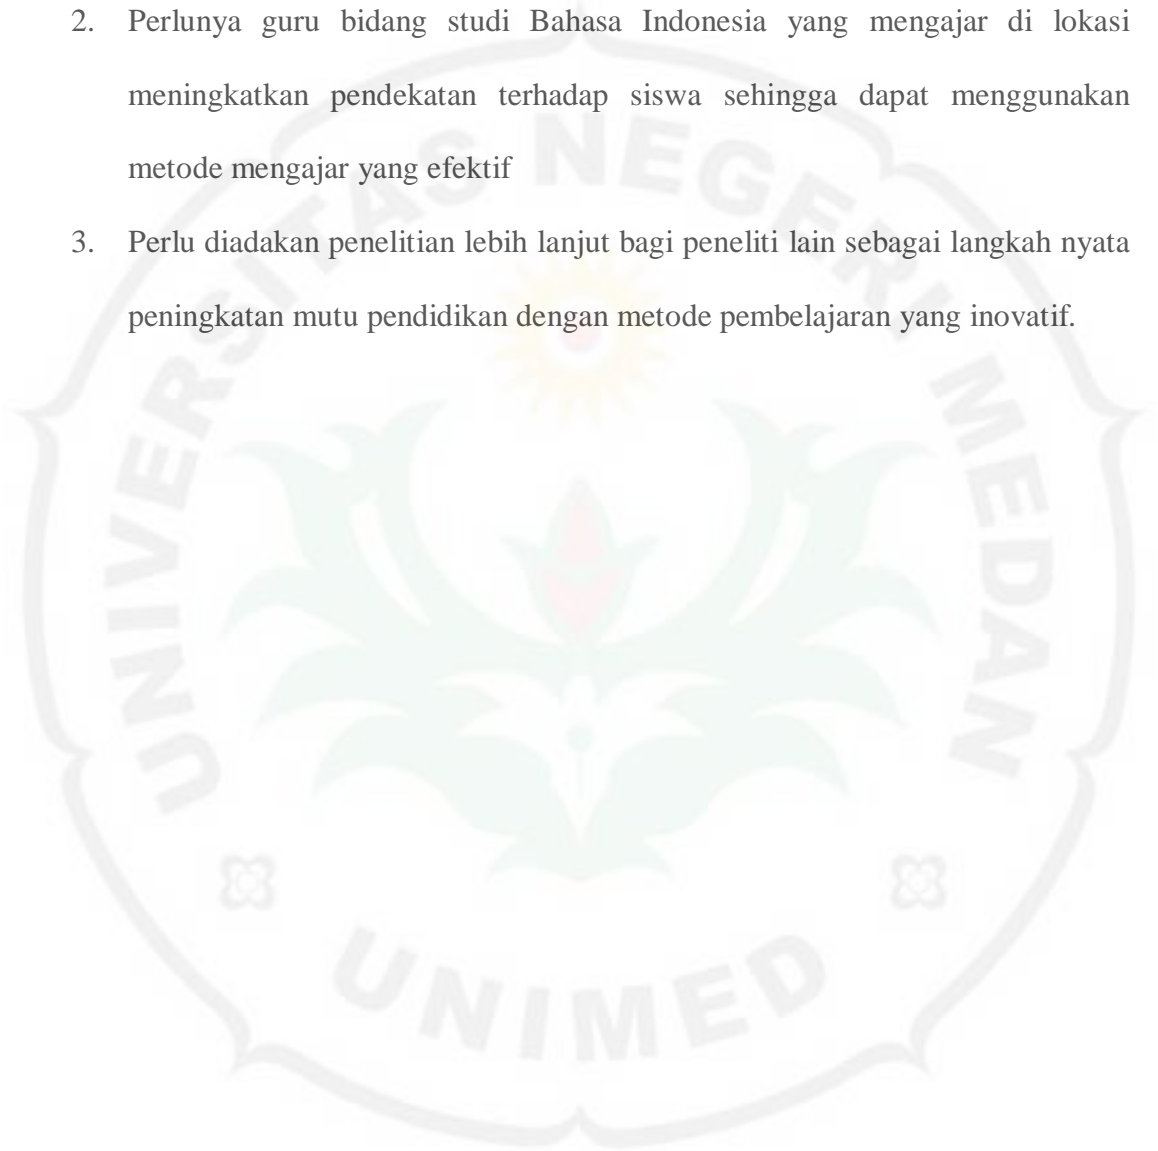 2. Perlunya guru bidang studi Bahasa Indonesia yang mengajar di lokasi
meningkatkan pendekatan terhadap siswa sehingga dapat menggunakan
metode mengajar yang efektif
3. Perlu diadakan penelitian lebih lanjut bagi peneliti lain sebagai langkah nyata
peningkatan mutu pendidikan dengan metode pembelajaran yang inovatif.
UNIVERSITAS NEGERI MEDAN
UNIMED